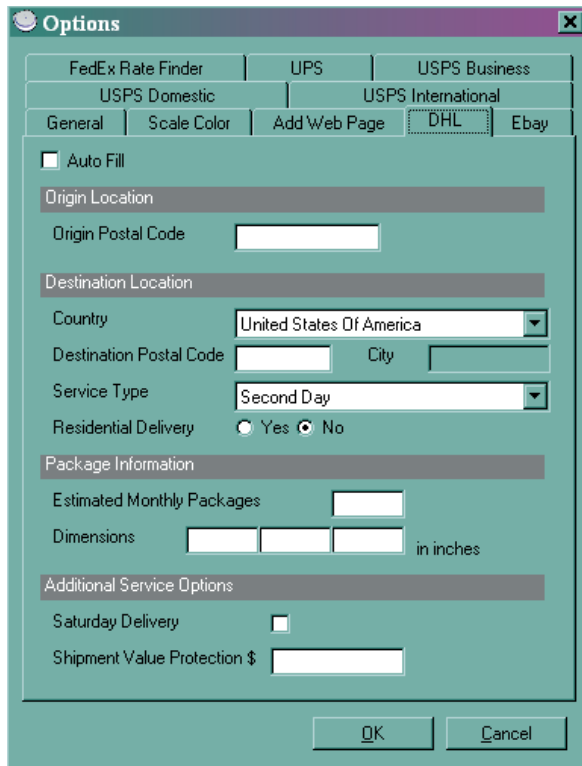 Options
FedEx Rate Finder UPS USPS Business
USPS Domestic USPS International
General Scale Color Add Web Page DHL Ebay
Auto Fill
Origin Location
Origin Postal Code
Destination Location
Country United States Of America
Destination Postal Code City
Service Type Second Day
Residential Delivery Yes No
Package Information
Estimated Monthly Packages
Dimensions in inches
Additional Service Options
Saturday Delivery
Shipment Value Protection $
OK Cancel